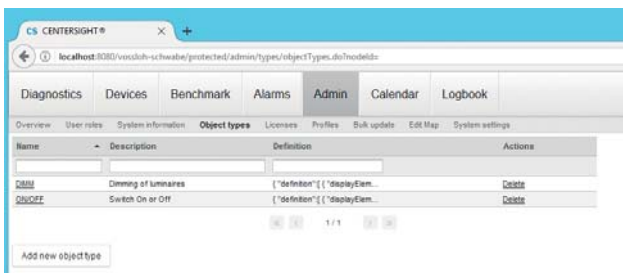 CS CENTERSIGHT®
localhost:8080/vossloh-schwabe/protected/admin/types/objectTypes.do?nodeId=
Diagnostics Devices Benchmark Alarms Admin Calendar Logbook
Overview User roles System information Object types Licenses Profiles Bulk update Edit Map System settings
Name Description Definition Actions
DIMM Dimming of luminaires {"definition":[{"displayElem... Delete
ON/OFF Switch On or Off {"definition":[{"displayElem... Delete
1 / 1
Add new object type